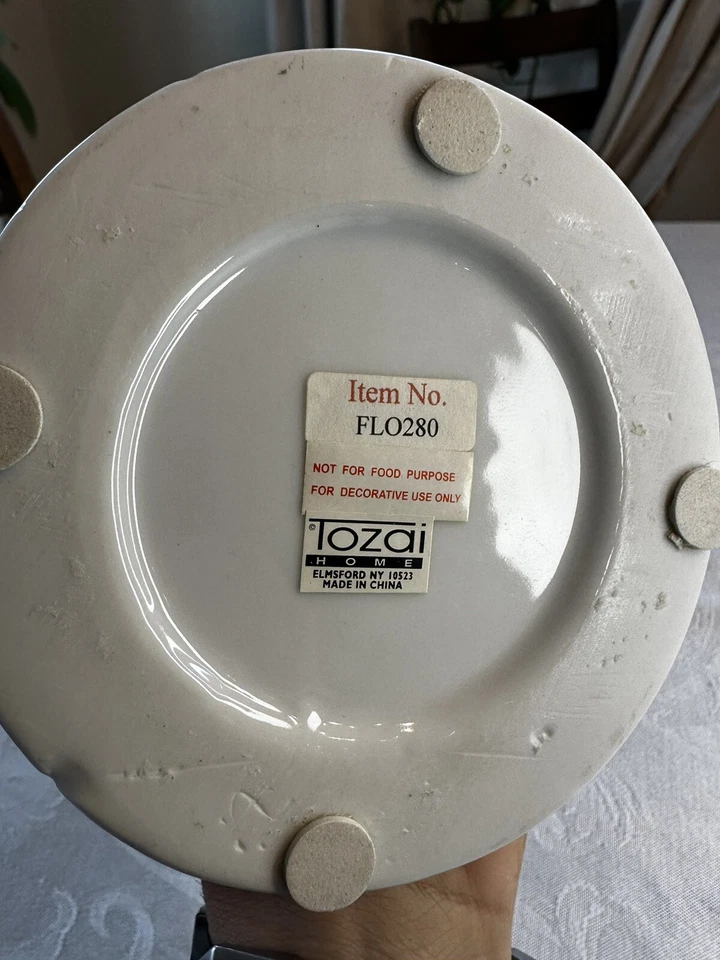 Item No.
FLO280
NOT FOR FOOD PURPOSE
FOR DECORATIVE USE ONLY
© Tozai
HOME
ELMSFORD NY 10523
MADE IN CHINA